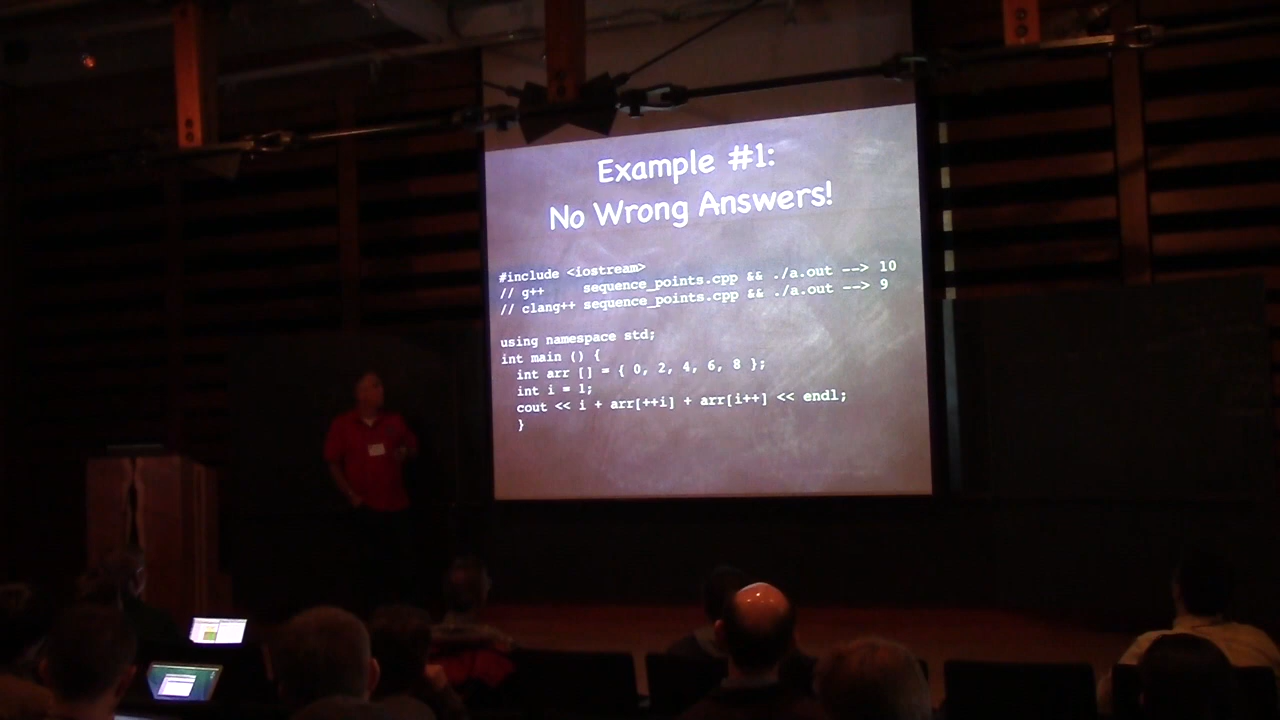 Example #1:
No Wrong Answers!
#include <iostream>
// g++     sequence_points.cpp && ./a.out --> 10
// clang++ sequence_points.cpp && ./a.out --> 9
using namespace std;
int main () {
  int arr [] = { 0, 2, 4, 6, 8 };
  int i = 1;
  cout << i + arr[++i] + arr[i++] << endl;
  }